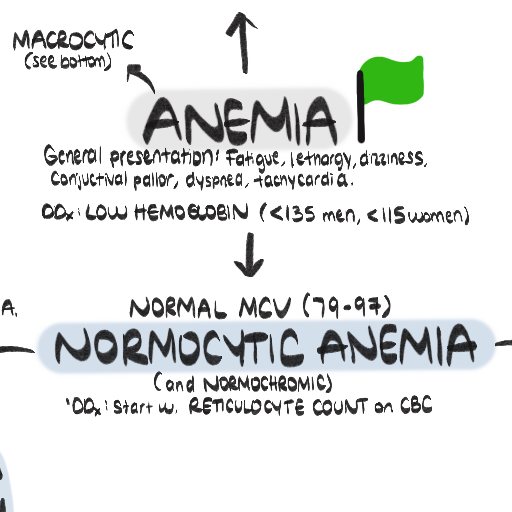 MACROCYTIC
(see bottom)
ANEMIA
General presentation: Fatigue, lethargy, dizziness,
Conjuctival pallor, dyspnea, tachycardia.
DDx: LOW HEMOGLOBIN (<135 men, <115 women)
A.
NORMAL MCV (79-97)
NORMOCYTIC ANEMIA
(and NORMOCHROMIC)
DDx: Start w. RETICULOCYTE COUNT on CBC